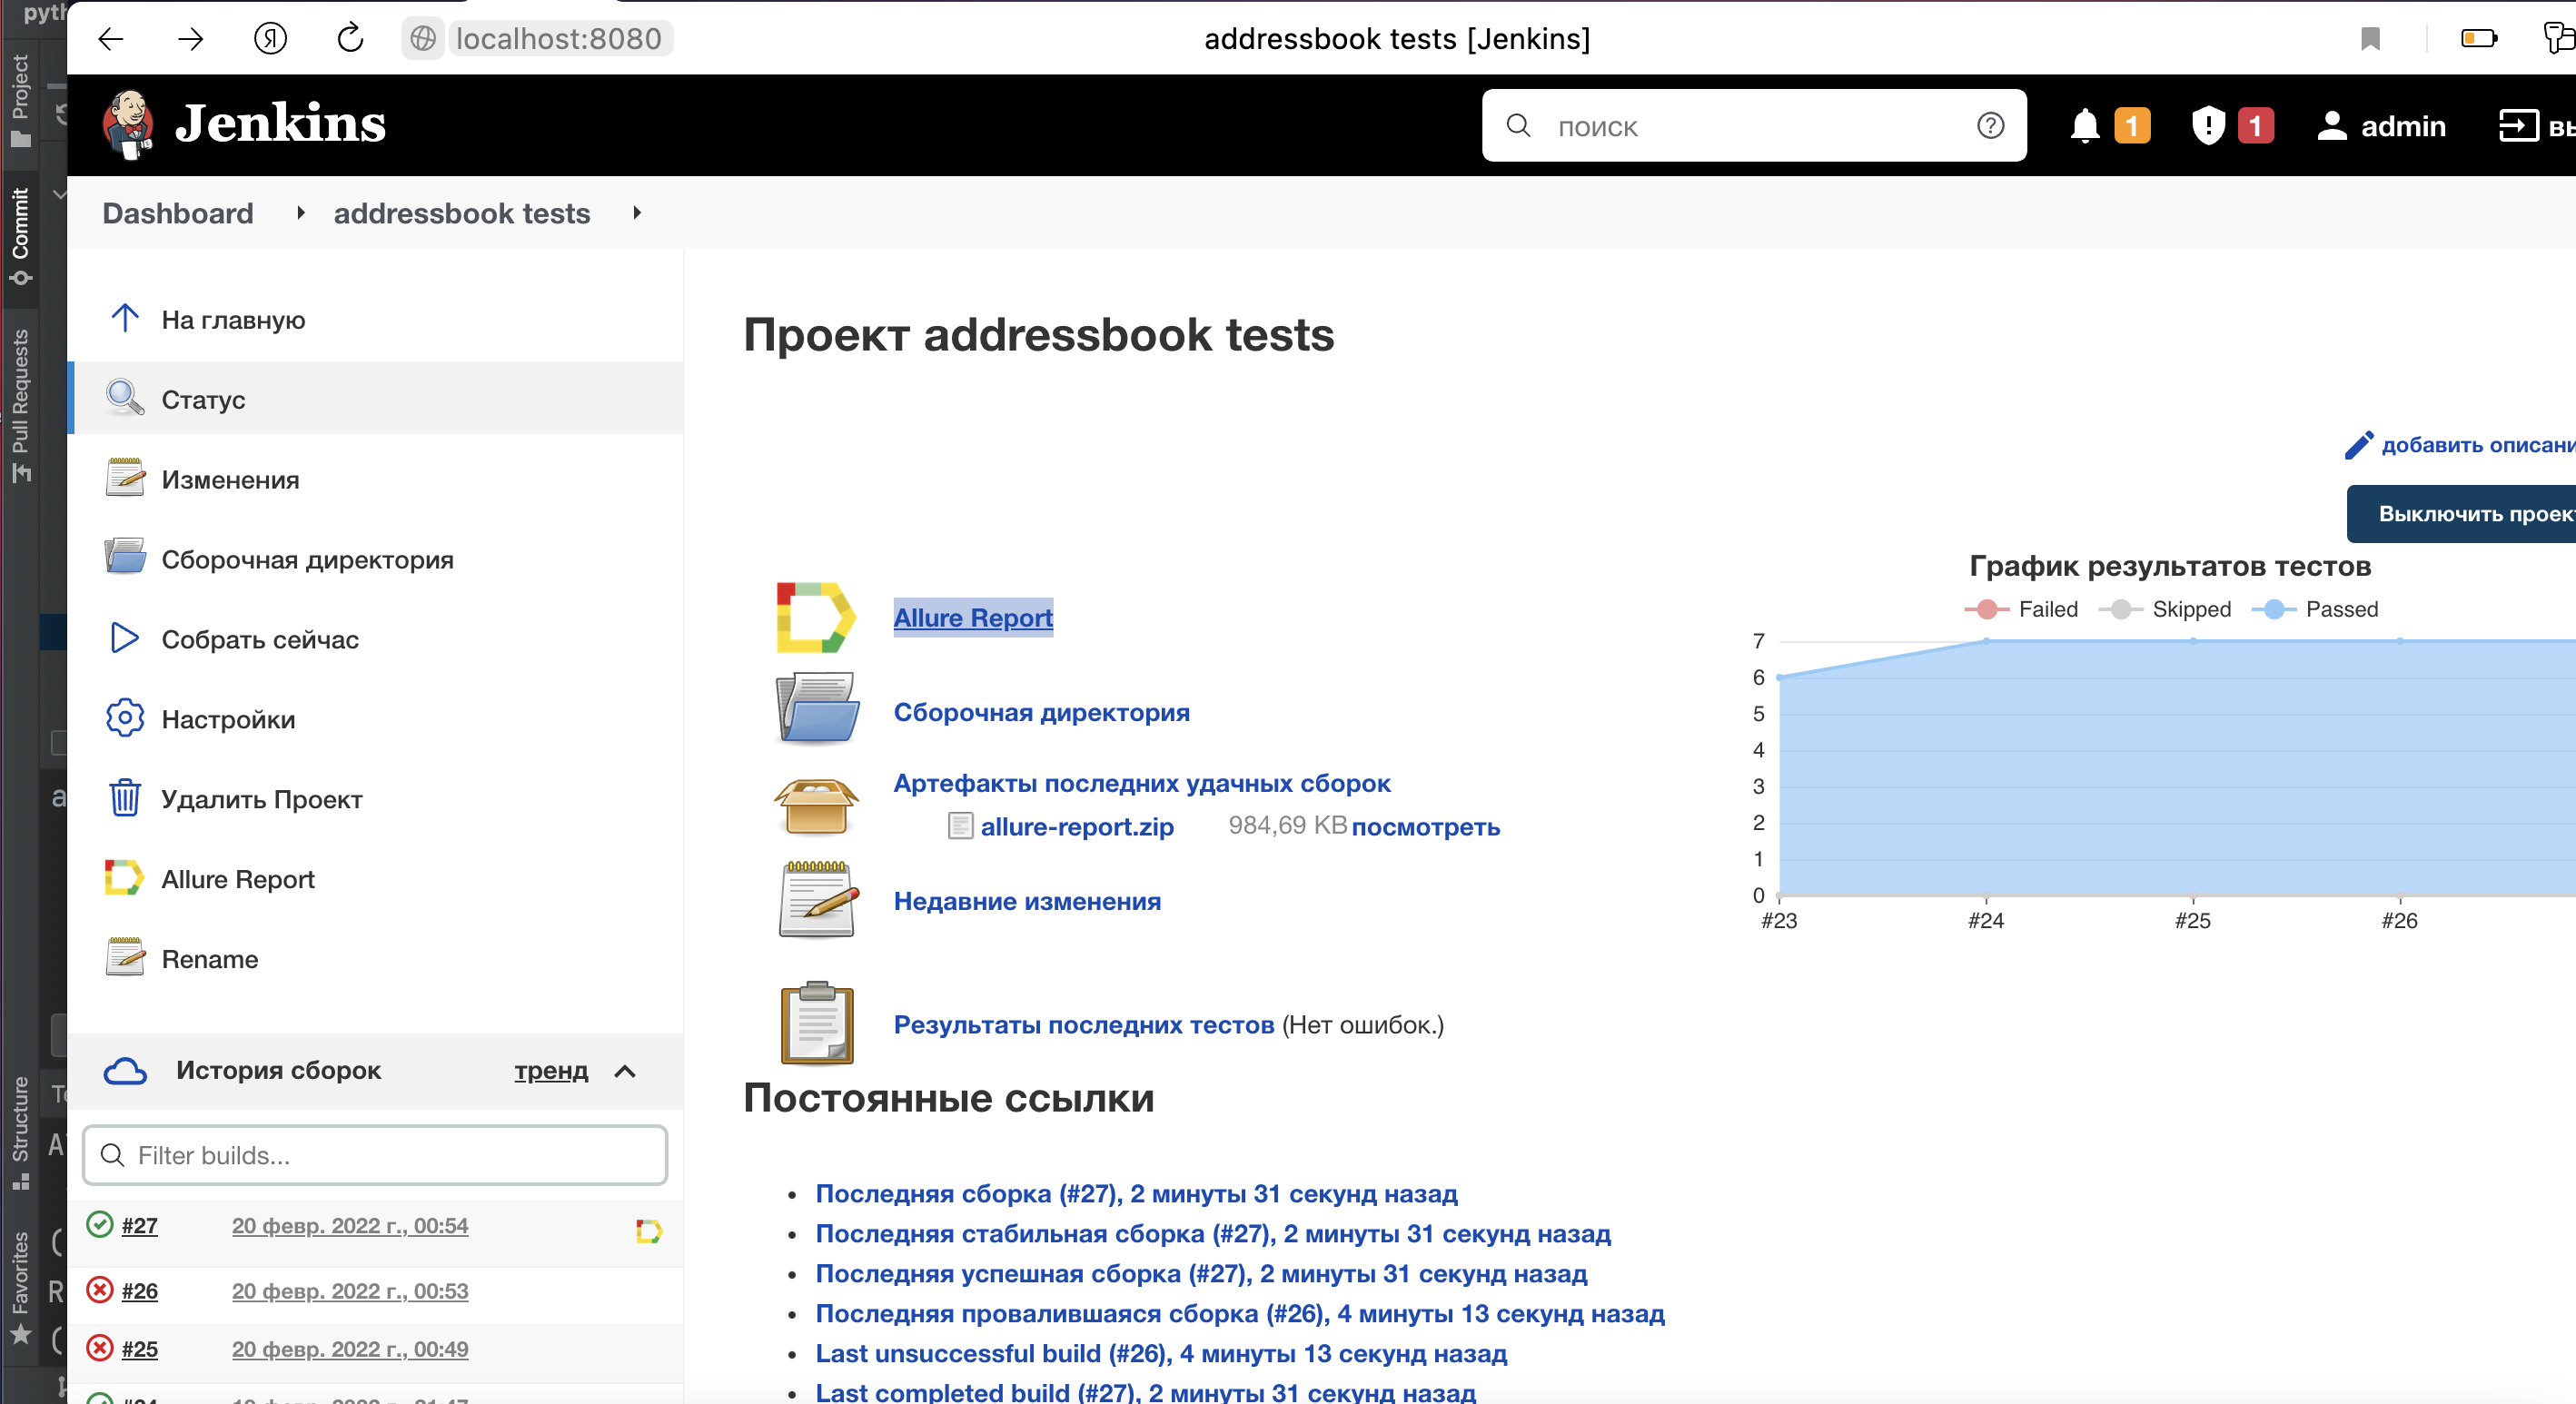 localhost:8080
addressbook tests [Jenkins]
Jenkins
поиск
1
1
admin
Dashboard
addressbook tests
Project
Commit
Pull Requests
Structure
Favorites
На главную
Статус
Изменения
Сборочная директория
Собрать сейчас
Настройки
Удалить Проект
Allure Report
Rename
История сборок
тренд
Filter builds...
#27 20 февр. 2022 г., 00:54
#26 20 февр. 2022 г., 00:53
#25 20 февр. 2022 г., 00:49
Проект addressbook tests
добавить
Выключить
Allure Report
Сборочная директория
Артефакты последних удачных сборок
allure-report.zip 984,69 KB посмотреть
Недавние изменения
Результаты последних тестов (Нет ошибок.)
График результатов тестов
Failed Skipped Passed
7
6
5
4
3
2
1
0
#23 #24 #25 #26
Постоянные ссылки
Последняя сборка (#27), 2 минуты 31 секунд назад
Последняя стабильная сборка (#27), 2 минуты 31 секунд назад
Последняя успешная сборка (#27), 2 минуты 31 секунд назад
Последняя провалившаяся сборка (#26), 4 минуты 13 секунд назад
Last unsuccessful build (#26), 4 минуты 13 секунд назад
Last completed build (#27), 2 минуты 31 секунд назад